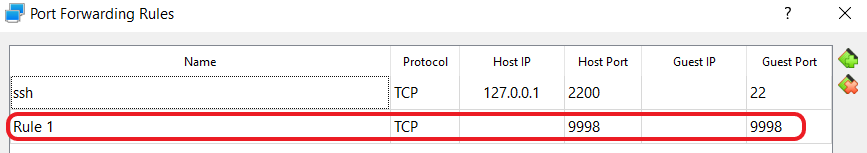 Port Forwarding Rules ? ×
Name Protocol Host IP Host Port Guest IP Guest Port
ssh TCP 127.0.0.1 2200 22
Rule 1 TCP 9998 9998